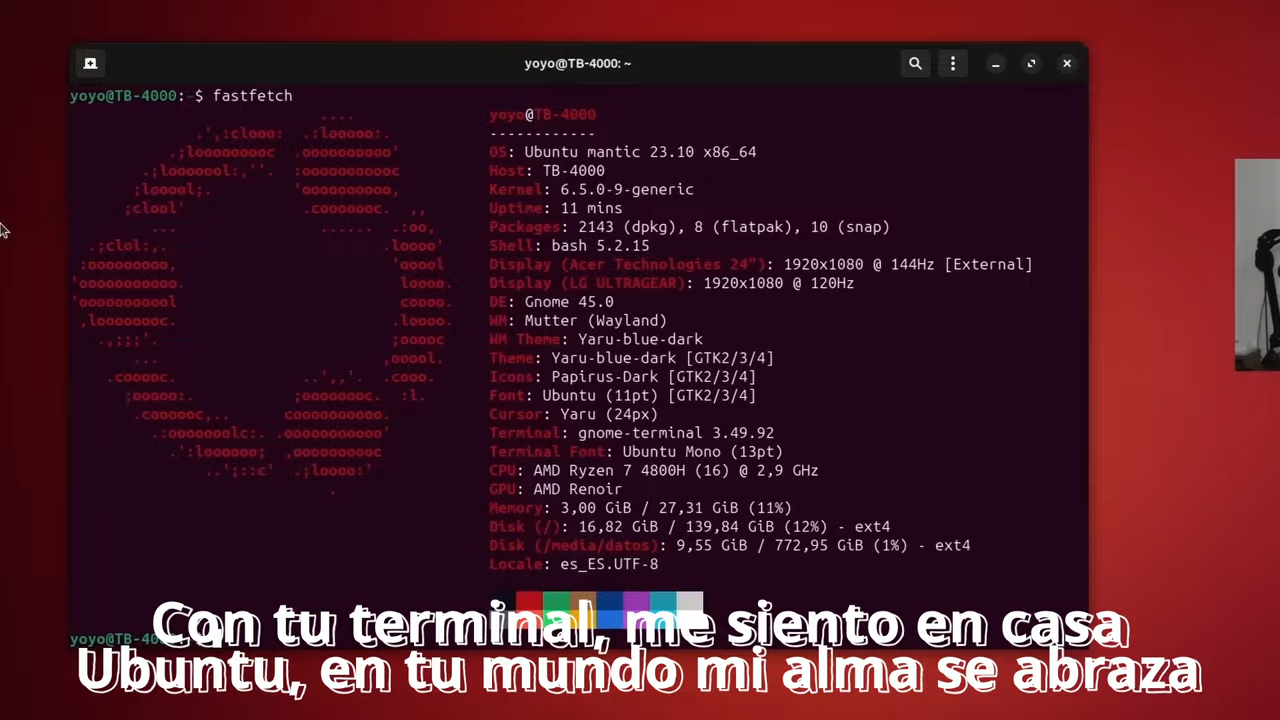 yoyo@TB-4000: ~
yoyo@TB-4000:~$ fastfetch
yoyo@TB-4000
------------
OS: Ubuntu mantic 23.10 x86_64
Host: TB-4000
Kernel: 6.5.0-9-generic
Uptime: 11 mins
Packages: 2143 (dpkg), 8 (flatpak), 10 (snap)
Shell: bash 5.2.15
Display (Acer Technologies 24"): 1920x1080 @ 144Hz [External]
Display (LG ULTRAGEAR): 1920x1080 @ 120Hz
DE: Gnome 45.0
WM: Mutter (Wayland)
WM Theme: Yaru-blue-dark
Theme: Yaru-blue-dark [GTK2/3/4]
Icons: Papirus-Dark [GTK2/3/4]
Font: Ubuntu (11pt) [GTK2/3/4]
Cursor: Yaru (24px)
Terminal: gnome-terminal 3.49.92
Terminal Font: Ubuntu Mono (13pt)
CPU: AMD Ryzen 7 4800H (16) @ 2,9 GHz
GPU: AMD Renoir
Memory: 3,00 GiB / 27,31 GiB (11%)
Disk (/): 16,82 GiB / 139,84 GiB (12%) - ext4
Disk (/media/datos): 9,55 GiB / 772,95 GiB (1%) - ext4
Locale: es_ES.UTF-8
Con tu terminal, me siento en casa
Ubuntu, en tu mundo mi alma se abraza